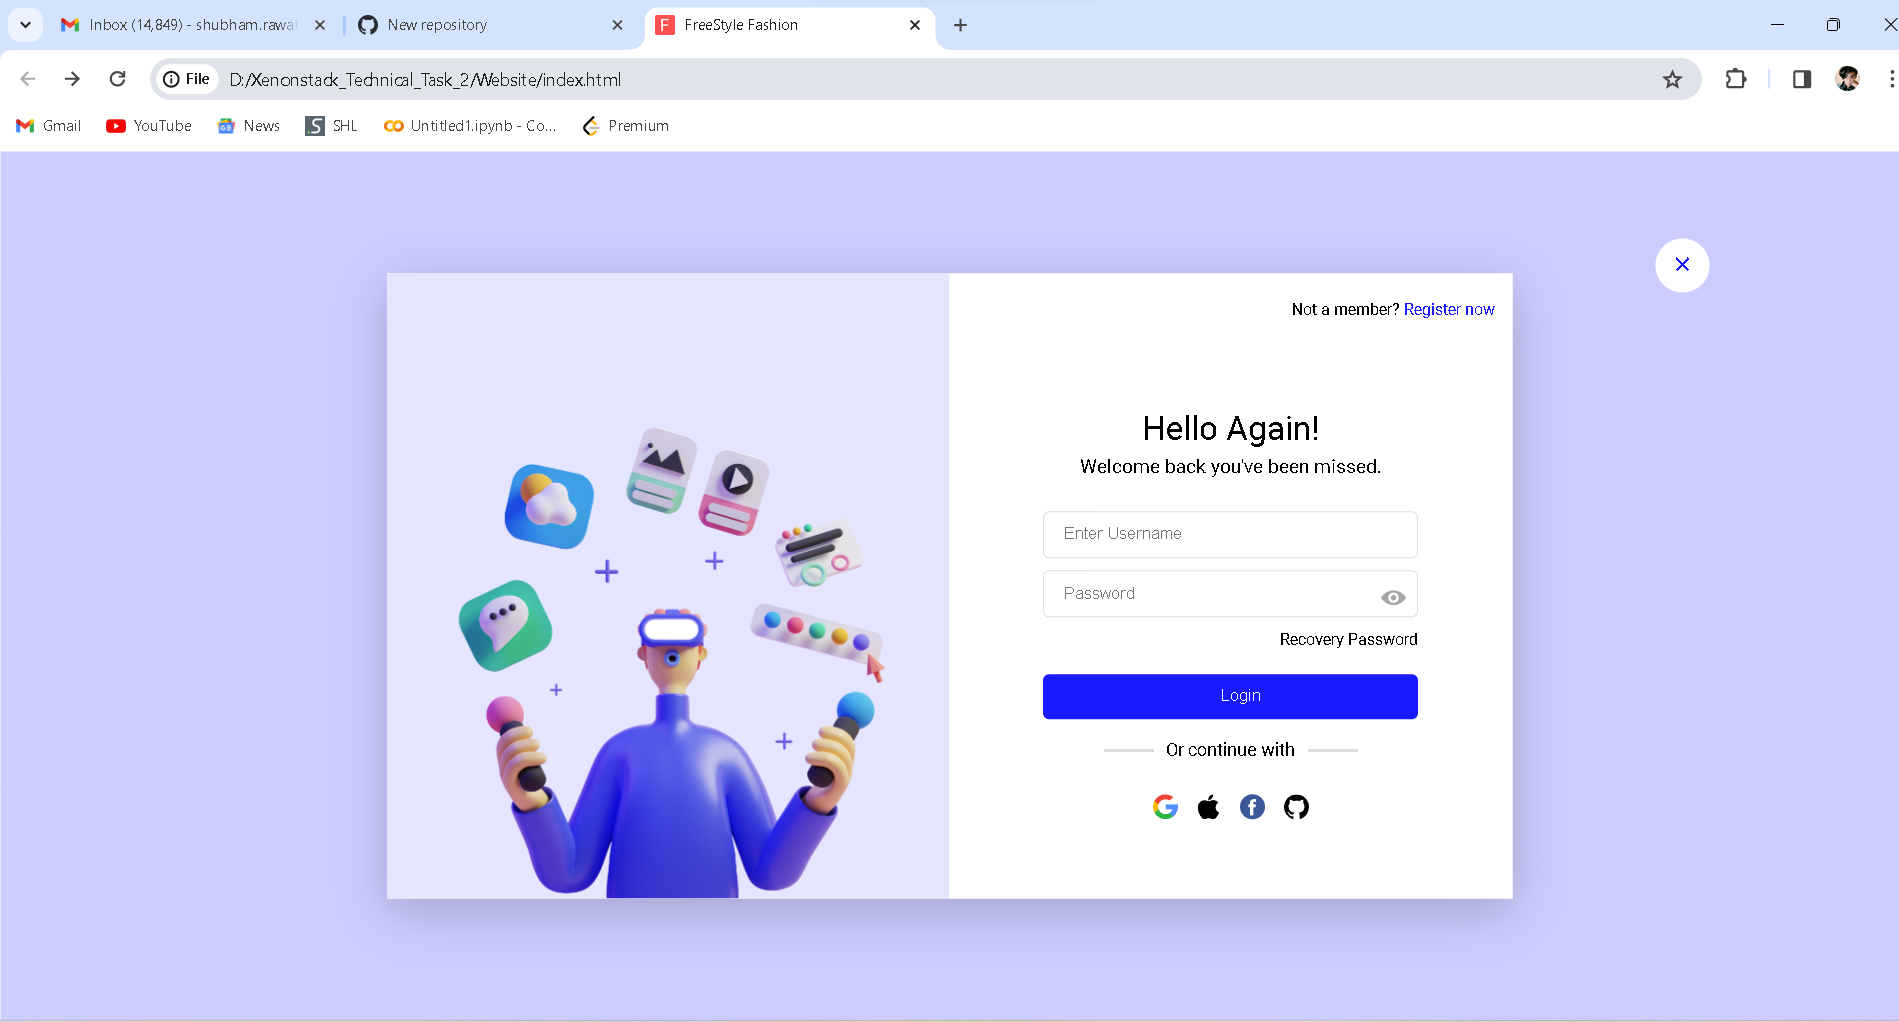 Inbox (14,849) - shubham.rawat
New repository
F FreeStyle Fashion
File D:/Xenonstack_Technical_Task_2/Website/index.html
Gmail YouTube News SHL Untitled1.ipynb - Co... Premium
Not a member? Register now
Hello Again!
Welcome back you've been missed.
Enter Username
Password
Recovery Password
Login
Or continue with